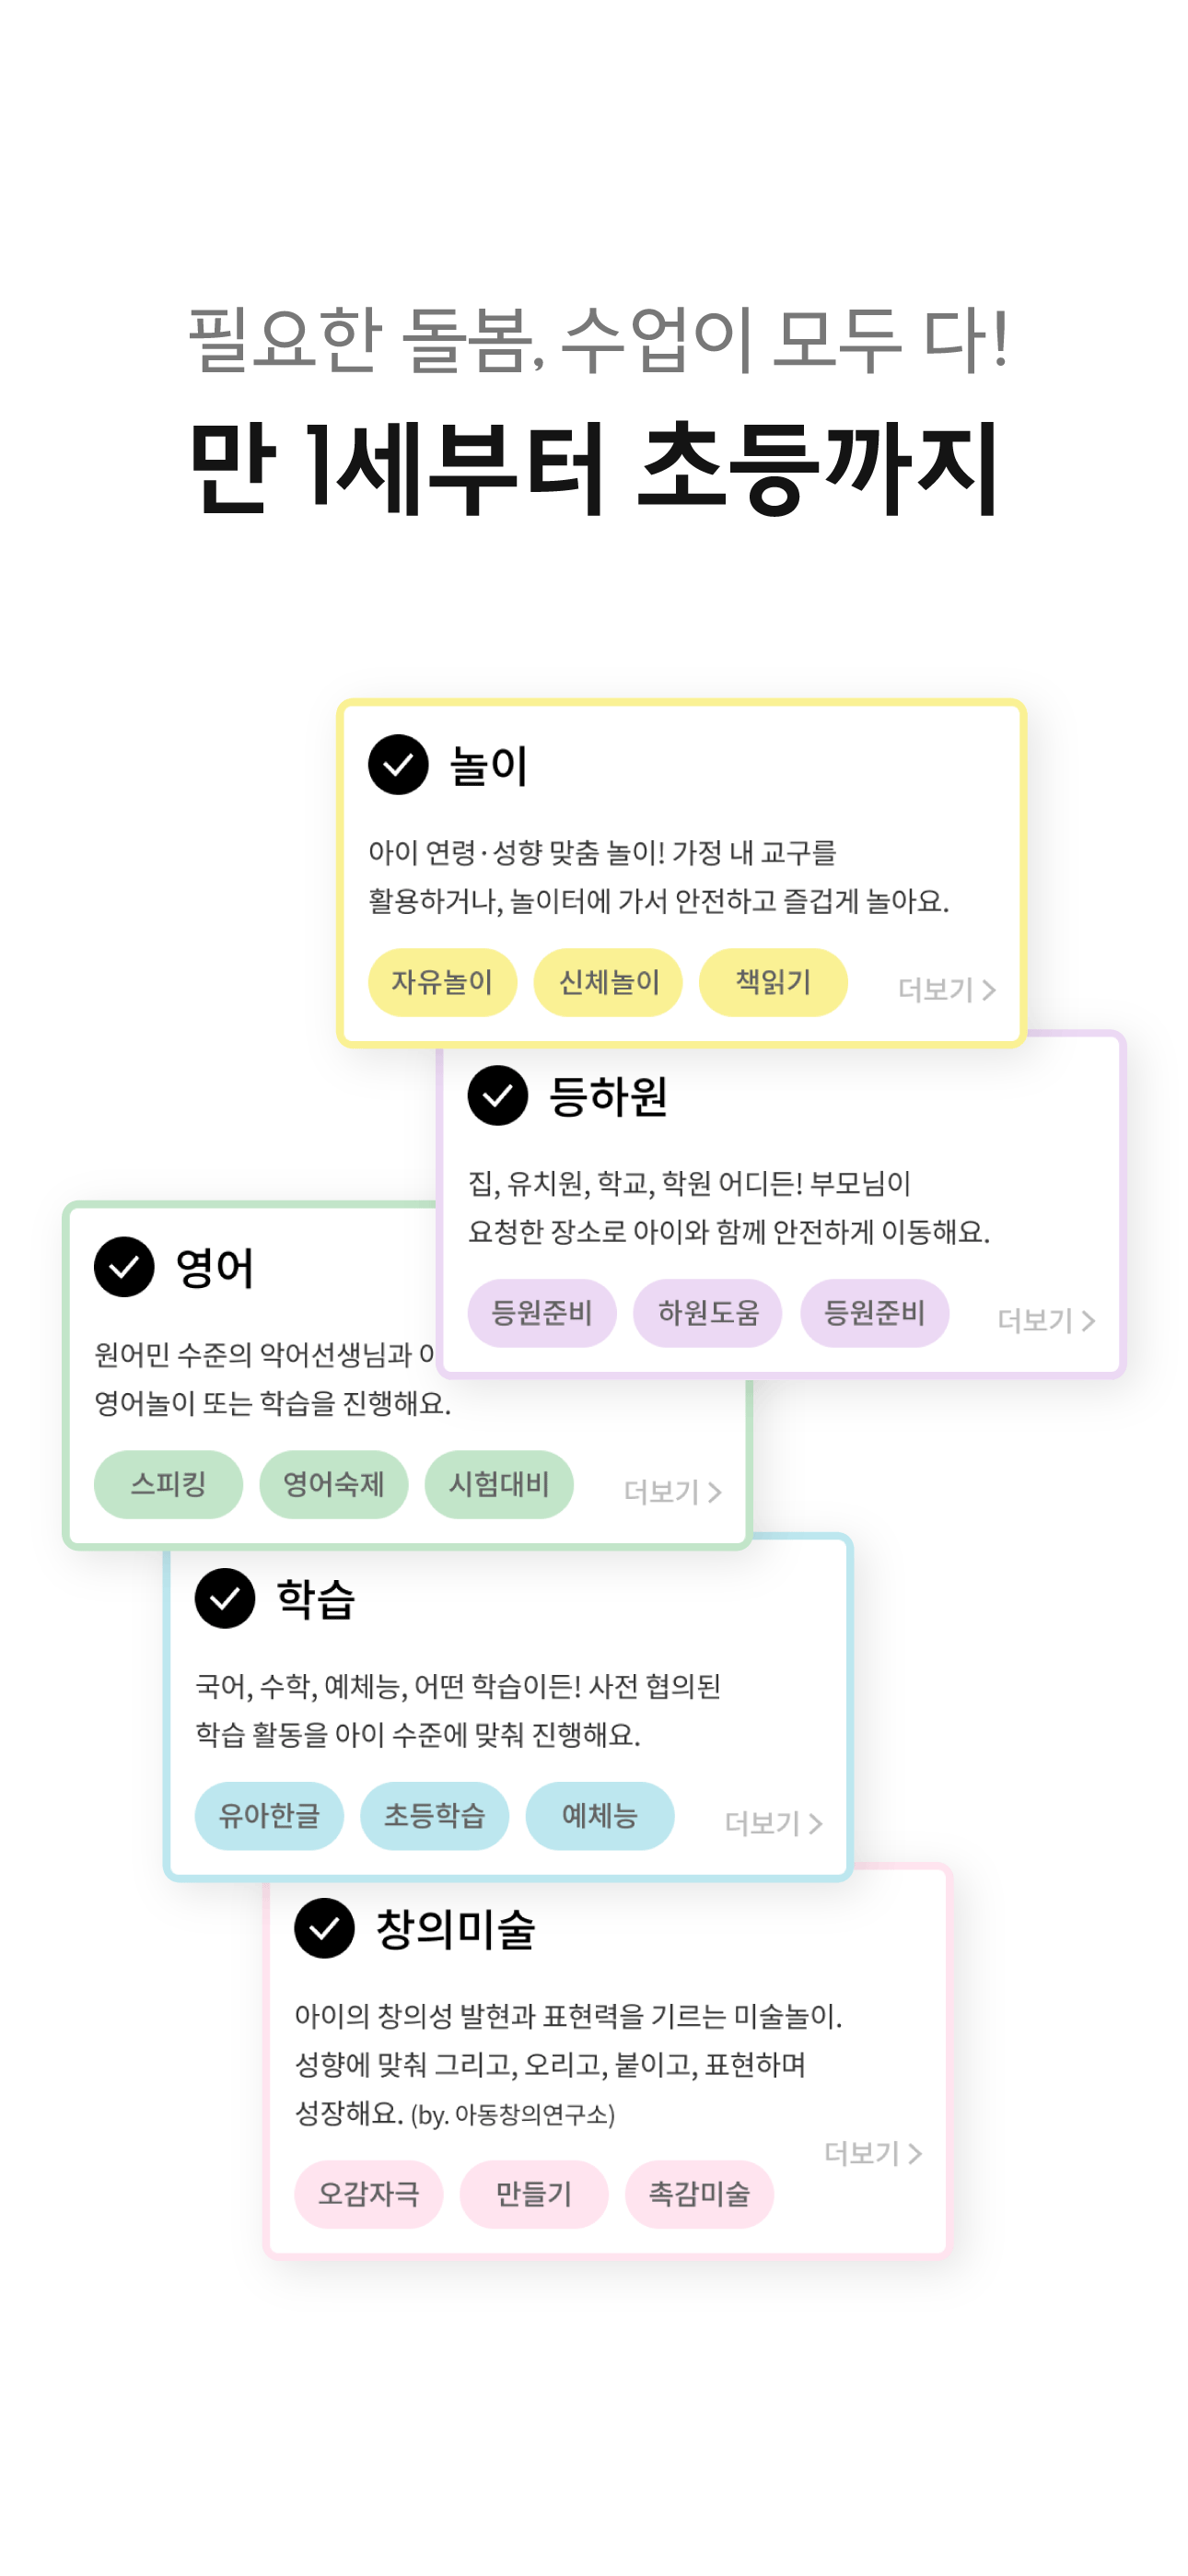 필요한 돌봄, 수업이 모두 다!
만 1세부터 초등까지
놀이
아이 연령·성향 맞춤 놀이! 가정 내 교구를
활용하거나, 놀이터에 가서 안전하고 즐겁게 놀아요.
자유놀이 신체놀이 책읽기 더보기
등하원
집, 유치원, 학교, 학원 어디든! 부모님이
요청한 장소로 아이와 함께 안전하게 이동해요.
등원준비 하원도움 등원준비 더보기
영어
원어민 수준의 악어선생님과
영어놀이 또는 학습을 진행해요.
스피킹 영어숙제 시험대비 더보기
학습
국어, 수학, 예체능, 어떤 학습이든! 사전 협의된
학습 활동을 아이 수준에 맞춰 진행해요.
유아한글 초등학습 예체능 더보기
창의미술
아이의 창의성 발현과 표현력을 기르는 미술놀이.
성향에 맞춰 그리고, 오리고, 붙이고, 표현하며
성장해요. (by. 아동창의연구소)
더보기
오감자극 만들기 촉감미술